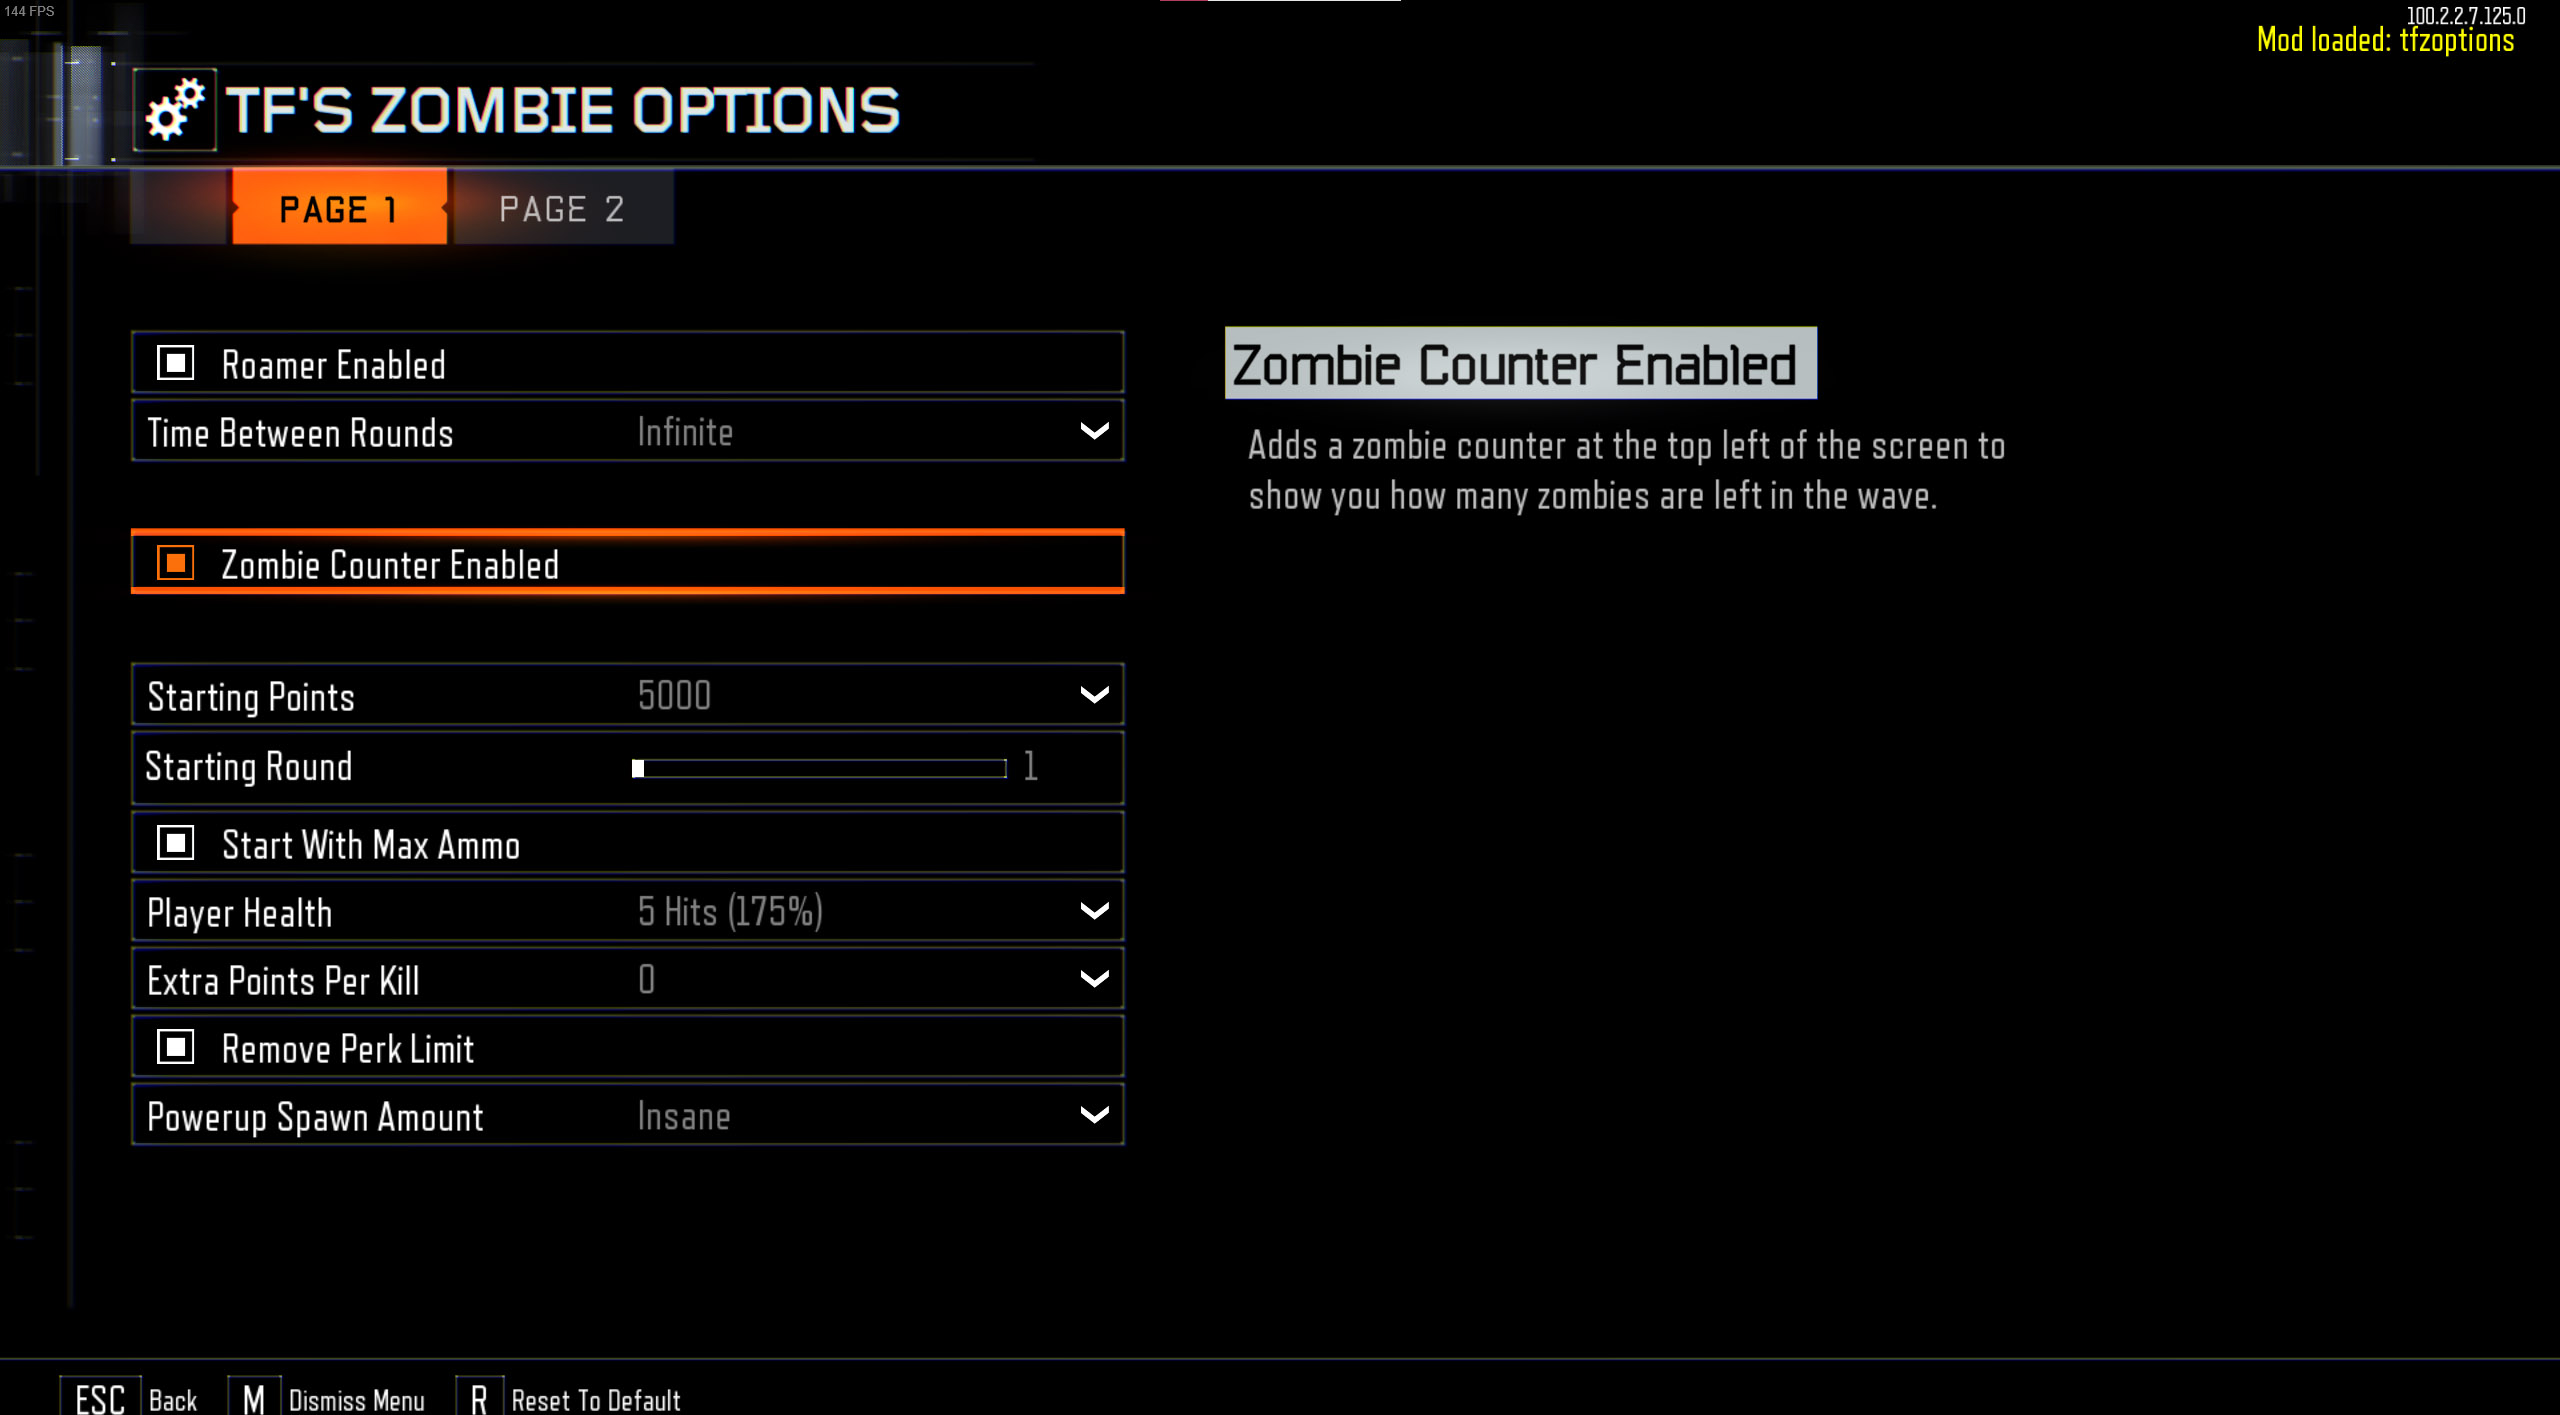 144 FPS
100.2.2.7.125.0
Mod loaded: tfzoptions
TF'S ZOMBIE OPTIONS
PAGE 1 PAGE 2
Roamer Enabled
Time Between Rounds Infinite
Zombie Counter Enabled
Starting Points 5000
Starting Round 1
Start With Max Ammo
Player Health 5 Hits (175%)
Extra Points Per Kill 0
Remove Perk Limit
Powerup Spawn Amount Insane
Zombie Counter Enabled
Adds a zombie counter at the top left of the screen to
show you how many zombies are left in the wave.
ESC Back M Dismiss Menu R Reset To Default